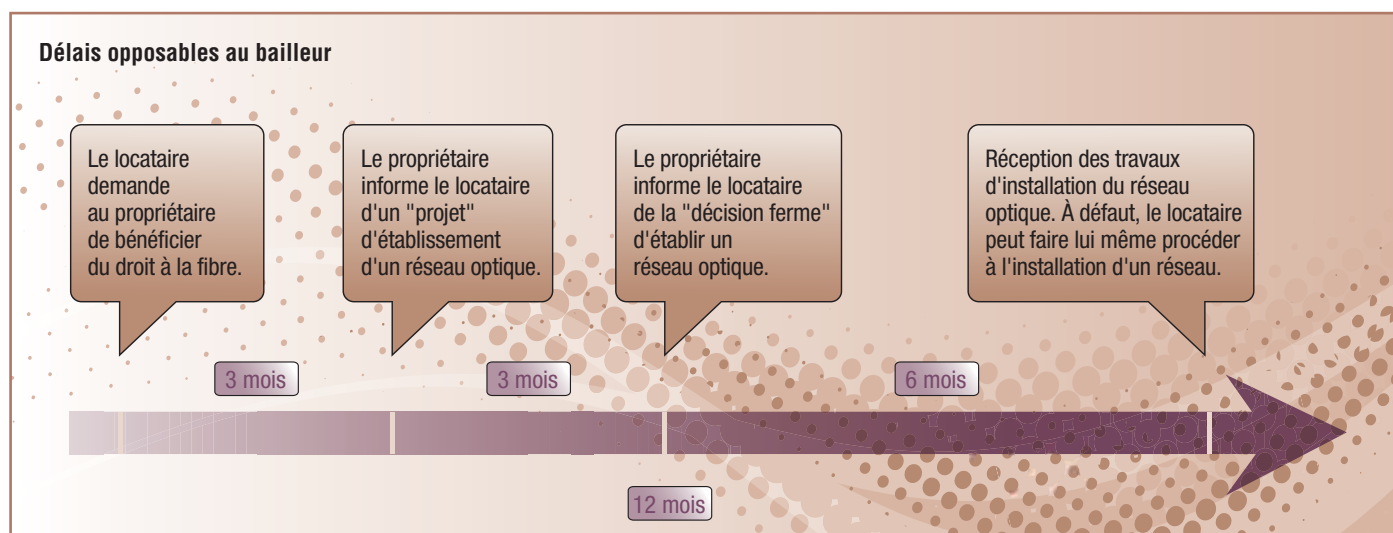 Délais opposables au bailleur
Le locataire
demande
au propriétaire
de bénéficier
du droit à la fibre.
Le propriétaire
informe le locataire
d'un "projet"
d'établissement
d'un réseau optique.
Le propriétaire
informe le locataire
de la "décision ferme"
d'établir un
réseau optique.
Réception des travaux
d'installation du réseau
optique. À défaut, le locataire
peut faire lui même procéder
à l'installation d'un réseau.
3 mois
3 mois
6 mois
12 mois